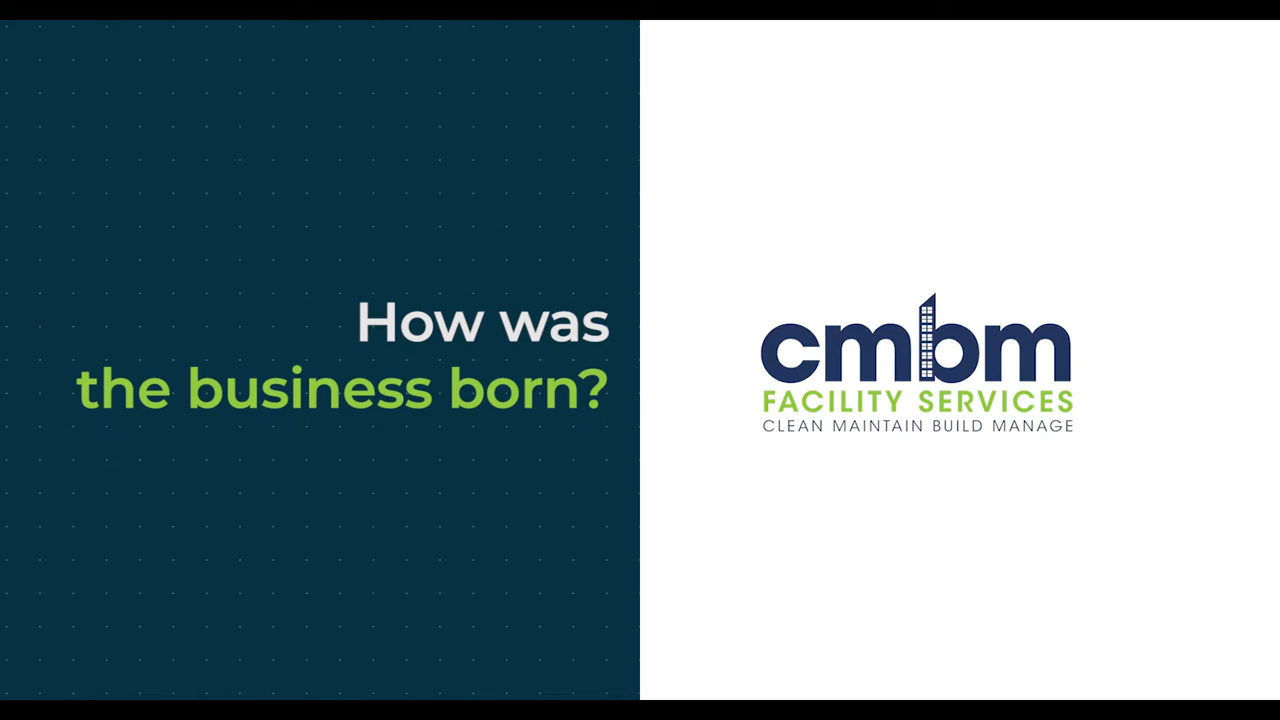 How was
the business born?
cmbm
FACILITY SERVICES
CLEAN MAINTAIN BUILD MANAGE